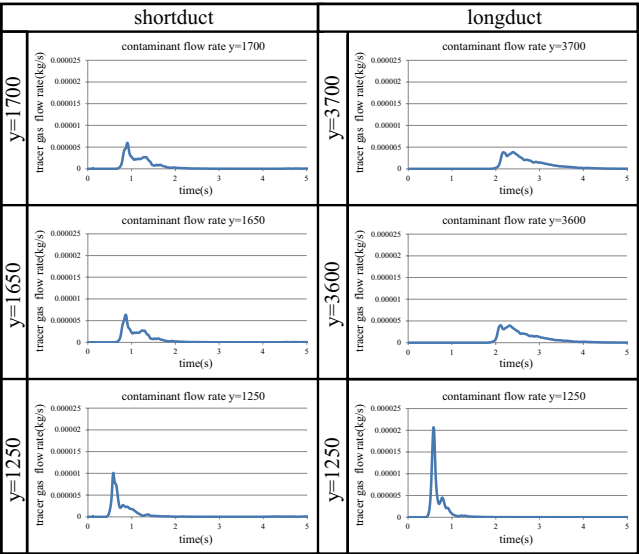 shortduct longduct
y=1700
contaminant flow rate y=1700
tracer gas flow rate(kg/s)
0.000025
0.00002
0.000015
0.00001
0.000005
0
0 1 2 3 4 5
time(s)
y=3700
contaminant flow rate y=3700
tracer gas flow rate(kg/s)
0.000025
0.00002
0.000015
0.00001
0.000005
0
0 1 2 3 4 5
time(s)
y=1650
contaminant flow rate y=1650
tracer gas flow rate(kg/s)
0.000025
0.00002
0.000015
0.00001
0.000005
0
0 1 2 3 4 5
time(s)
y=3600
contaminant flow rate y=3600
tracer gas flow rate(kg/s)
0.000025
0.00002
0.000015
0.00001
0.000005
0
0 1 2 3 4 5
time(s)
y=1250
contaminant flow rate y=1250
tracer gas flow rate(kg/s)
0.000025
0.00002
0.000015
0.00001
0.000005
0
0 1 2 3 4 5
time(s)
y=1250
contaminant flow rate y=1250
tracer gas flow rate(kg/s)
0.000025
0.00002
0.000015
0.00001
0.000005
0
0 1 2 3 4 5
time(s)